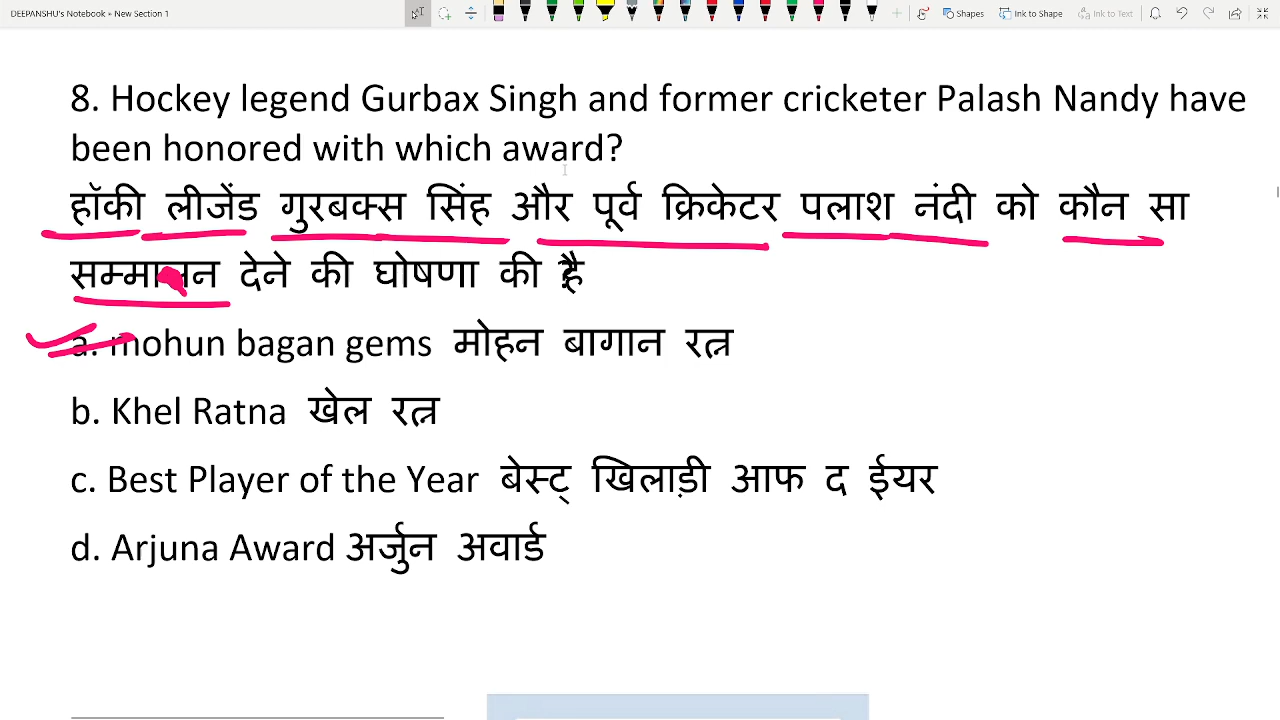 DEEPANSHU's Notebook » New Section 1
Shapes Ink to Shape Ink to Text
8. Hockey legend Gurbax Singh and former cricketer Palash Nandy have
been honored with which award?
हॉकी लीजेंड गुरबक्स सिंह और पूर्व क्रिकेटर पलाश नंदी को कौन सा
देने की घोषणा की है
a. mohun bagan gems मोहन बागान रत्न
b. Khel Ratna खेल रत्न
c. Best Player of the Year बेस्ट् खिलाड़ी आफ द ईयर
d. Arjuna Award अर्जुन अवार्ड